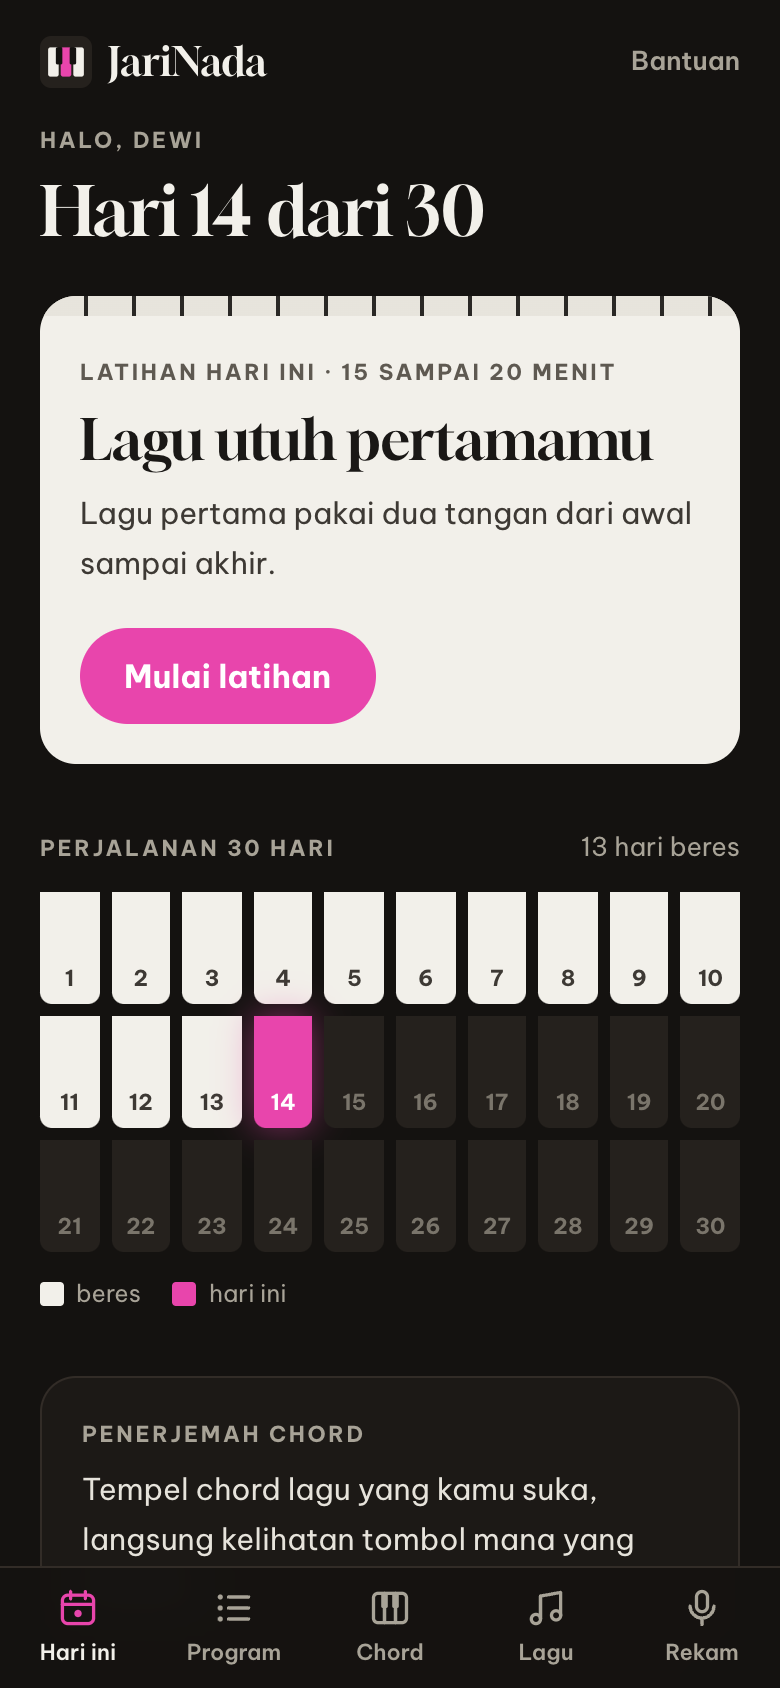 JariNada
Bantuan
HALO, DEWI
Hari 14 dari 30
LATIHAN HARI INI · 15 SAMPAI 20 MENIT
Lagu utuh pertamamu
Lagu pertama pakai dua tangan dari awal
sampai akhir.
Mulai latihan
PERJALANAN 30 HARI
13 hari beres
1 2 3 4 5 6 7 8 9 10
11 12 13 14 15 16 17 18 19 20
21 22 23 24 25 26 27 28 29 30
beres
hari ini
PENERJEMAH CHORD
Tempel chord lagu yang kamu suka,
langsung kelihatan tombol mana yang
Hari ini
Program
Chord
Lagu
Rekam